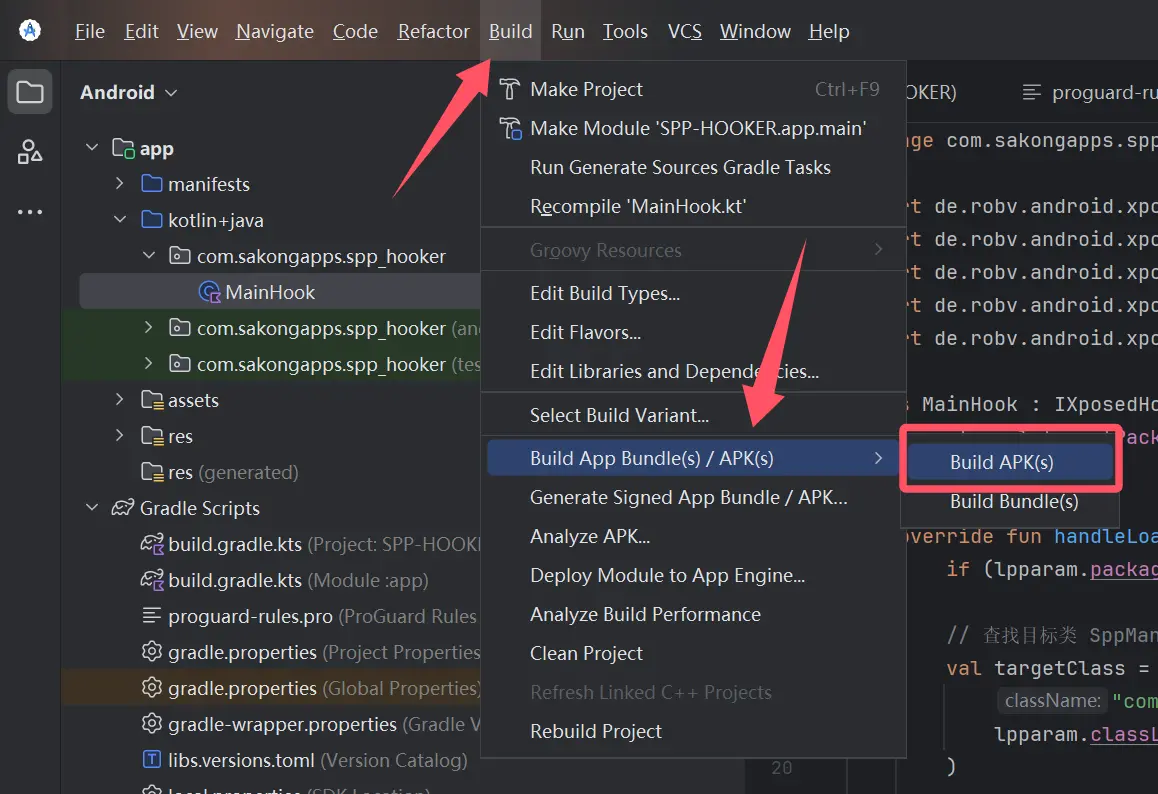 File Edit View Navigate Code Refactor Build Run Tools VCS Window Help
Android
app
manifests
kotlin+java
com.sakongapps.spp_hooker
MainHook
com.sakongapps.spp_hooker (an
com.sakongapps.spp_hooker (tes
assets
res
res (generated)
Gradle Scripts
build.gradle.kts (Project: SPP-HOOK
build.gradle.kts (Module :app)
proguard-rules.pro (ProGuard Rules
gradle.properties (Project Properties
gradle.properties (Global Properties)
gradle-wrapper.properties (Gradle V
libs.versions.toml (Version Catalog)
local.properties (SDK Location)
Make Project Ctrl+F9
Make Module 'SPP-HOOKER.app.main'
Run Generate Sources Gradle Tasks
Recompile 'MainHook.kt'
Groovy Resources
Edit Build Types...
Edit Flavors...
Edit Libraries and Dependencies...
Select Build Variant...
Build App Bundle(s) / APK(s)
Generate Signed App Bundle / APK...
Analyze APK...
Deploy Module to App Engine...
Analyze Build Performance
Clean Project
Refresh Linked C++ Projects
Rebuild Project
Build APK(s)
Build Bundle(s)
OKER) proguard-ru
ge com.sakongapps.spp
t de.robv.android.xpo
t de.robv.android.xpo
t de.robv.android.xpo
t de.robv.android.xpo
t de.robv.android.xpo
MainHook : IXposedHo
Pack
override fun handleLoa
if (lpparam.packag
// 查找目标类 SppMan
val targetClass =
className: "com
lpparam.classL
20 )